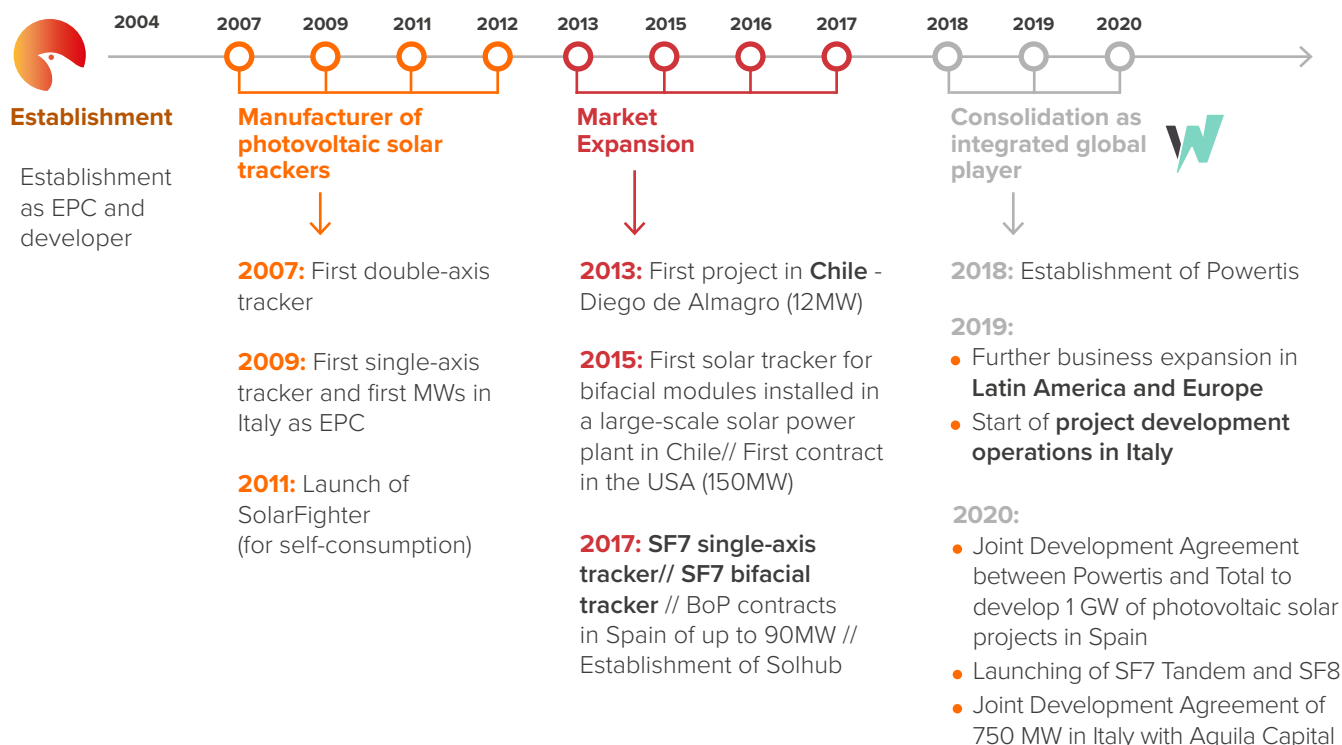 2004 2007 2009 2011 2012 2013 2015 2016 2017 2018 2019 2020
Establishment
Establishment
as EPC and
developer
Manufacturer of
photovoltaic solar
trackers
2007: First double-axis
tracker
2009: First single-axis
tracker and first MWs in
Italy as EPC
2011: Launch of
SolarFighter
(for self-consumption)
Market
Expansion
2013: First project in Chile -
Diego de Almagro (12MW)
2015: First solar tracker for
bifacial modules installed in
a large-scale solar power
plant in Chile// First contract
in the USA (150MW)
2017: SF7 single-axis
tracker// SF7 bifacial
tracker // BoP contracts
in Spain of up to 90MW //
Establishment of Solhub
Consolidation as
integrated global
player
2018: Establishment of Powertis
2019:
Further business expansion in
Latin America and Europe
Start of project development
operations in Italy
2020:
Joint Development Agreement
between Powertis and Total to
develop 1 GW of photovoltaic solar
projects in Spain
Launching of SF7 Tandem and SF8
Joint Development Agreement of
750 MW in Italy with Aquila Capital